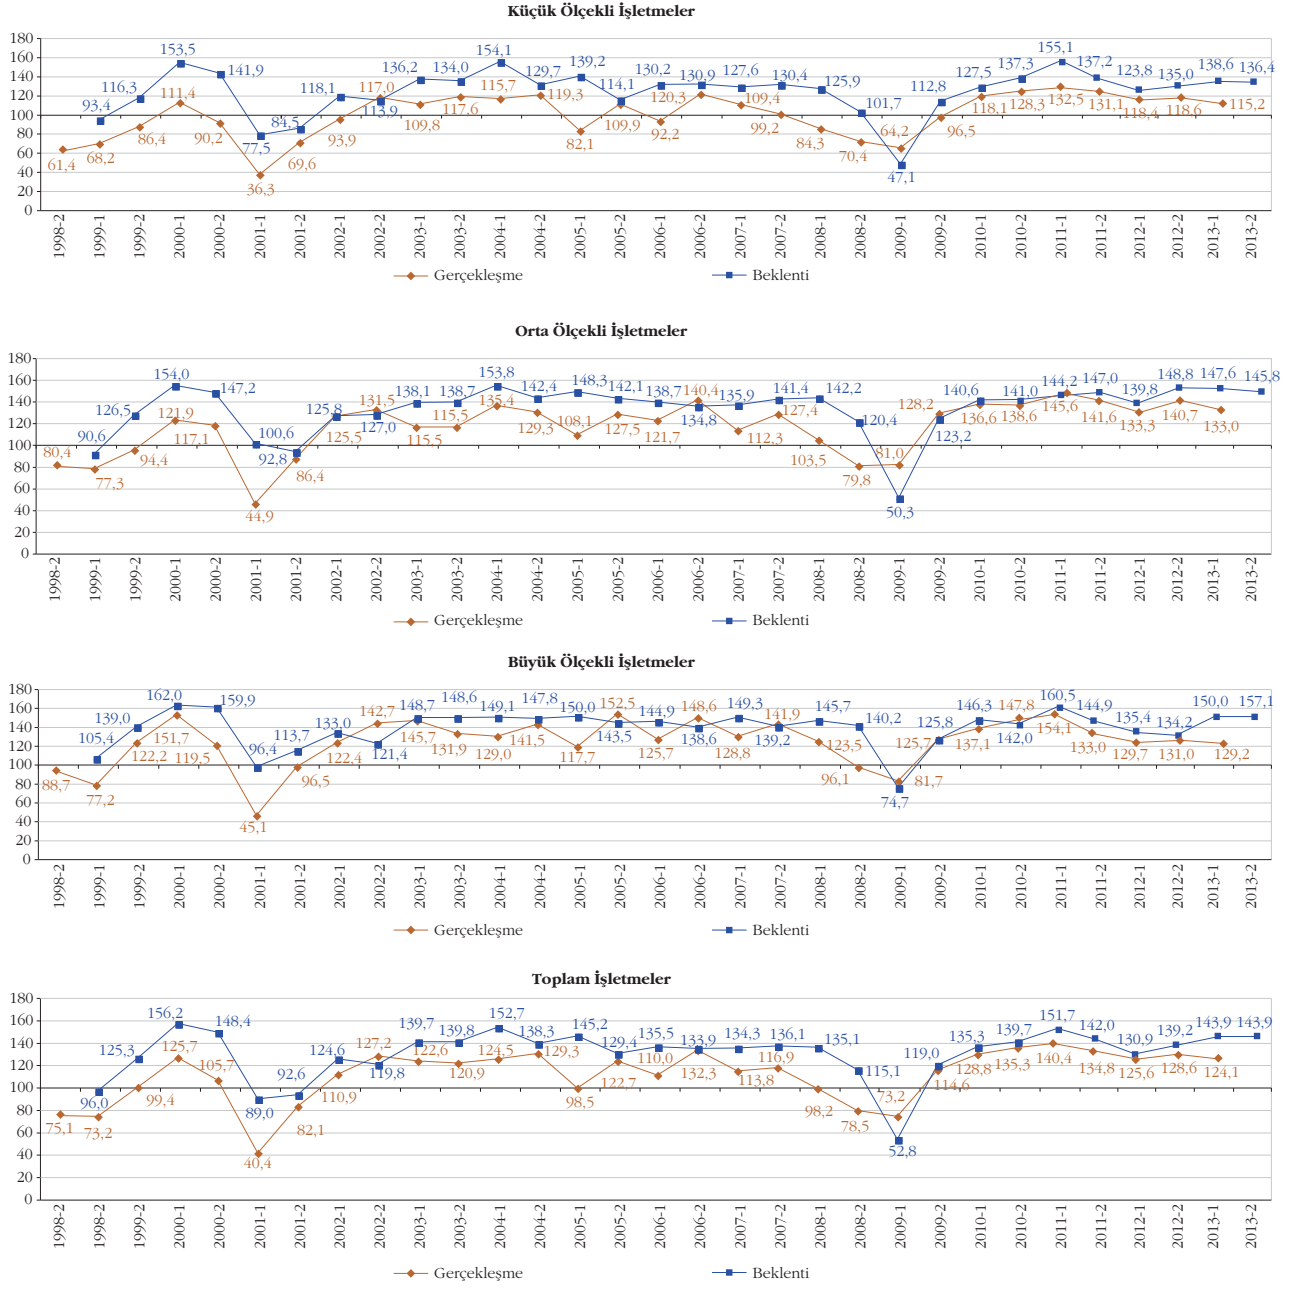 Küçük Ölçekli İşletmeler
180
160 153,5 154,1 155,1
140 141,9 136,2 134,0 129,7 139,2 130,2 130,9 127,6 130,4 125,9 127,5 137,3 137,2 123,8 135,0 138,6 136,4
120 93,4 116,3 111,4 118,1 117,0 115,7 119,3 114,1 120,3 109,4 101,7 112,8
100 84,5 113,9 109,8 117,6 109,9 92,2 99,2 64,2 96,5 118,1 128,3 132,5 131,1 118,4 118,6 115,2
80 86,4 90,2 77,5 93,9 82,1 84,3
60 61,4 68,2 69,6 70,4
40 36,3 47,1
20
0
1998-2 1999-1 1999-2 2000-1 2000-2 2001-1 2001-2 2002-1 2002-2 2003-1 2003-2 2004-1 2004-2 2005-1 2005-2 2006-1 2006-2 2007-1 2007-2 2008-1 2008-2 2009-1 2009-2 2010-1 2010-2 2011-1 2011-2 2012-1 2012-2 2013-1 2013-2
Gerçekleşme Beklenti
Orta Ölçekli İşletmeler
180
160 154,0 153,8
140 147,2 138,1 138,7 142,4 148,3 142,1 138,7 140,4 135,9 141,4 142,2 140,6 141,0 144,2 147,0 139,8 148,8 147,6 145,8
120 126,5 121,9 125,8 131,5 115,5 135,4 108,1 134,8 127,4 120,4 128,2
100 90,6 117,1 100,6 125,5 127,0 115,5 129,3 127,5 121,7 112,3 123,2 136,6 138,6 145,6 141,6 133,3 140,7 133,0
80 80,4 77,3 94,4 92,8 86,4 103,5 79,8 81,0
60
40 44,9 50,3
20
0
1998-2 1999-1 1999-2 2000-1 2000-2 2001-1 2001-2 2002-1 2002-2 2003-1 2003-2 2004-1 2004-2 2005-1 2005-2 2006-1 2006-2 2007-1 2007-2 2008-1 2008-2 2009-1 2009-2 2010-1 2010-2 2011-1 2011-2 2012-1 2012-2 2013-1 2013-2
Gerçekleşme Beklenti
Büyük Ölçekli İşletmeler
180
160 162,0 159,9 148,7 148,6 149,1 147,8 150,0 152,5 144,9 148,6 149,3 141,9 145,7 146,3 147,8 160,5 144,9 150,0 157,1
140 139,0 133,0 142,7 140,2 125,8 135,4 134,2
120 105,4 151,7 113,7 145,7 131,9 141,5 143,5 138,6 139,2 123,5 125,7 137,1 142,0 133,0
100 122,2 119,5 96,4 122,4 121,4 129,0 117,7 125,7 128,8 129,7 131,0 129,2
80 88,7 77,2 96,5 96,1 81,7
60 74,7
40 45,1
20
0
1998-2 1999-1 1999-2 2000-1 2000-2 2001-1 2001-2 2002-1 2002-2 2003-1 2003-2 2004-1 2004-2 2005-1 2005-2 2006-1 2006-2 2007-1 2007-2 2008-1 2008-2 2009-1 2009-2 2010-1 2010-2 2011-1 2011-2 2012-1 2012-2 2013-1 2013-2
Gerçekleşme Beklenti
Toplam İşletmeler
180
160 156,2 148,4 139,7 139,8 152,7 138,3 145,2 151,7 142,0 143,9 143,9
140 125,3 125,7 124,6 127,2 122,6 124,5 129,3 129,4 135,5 133,9 134,3 136,1 135,1 119,0 135,3 139,7 130,9 139,2
120 105,7 119,8 120,9 110,0 116,9 115,1 128,8 135,3 140,4 134,8 125,6 128,6 124,1
100 96,0 99,4 92,6 110,9 98,5 122,7 132,3 113,8 73,2 114,6
80 75,1 73,2 89,0 82,1 98,2 78,5
60
40 40,4 52,8
20
0
1998-2 1998-2 1999-2 2000-1 2000-2 2001-1 2001-2 2002-1 2002-2 2003-1 2003-2 2004-1 2004-2 2005-1 2005-2 2006-1 2006-2 2007-1 2007-2 2008-1 2008-2 2009-1 2009-2 2010-1 2010-2 2011-1 2011-2 2012-1 2012-2 2013-1 2013-2
Gerçekleşme Beklenti